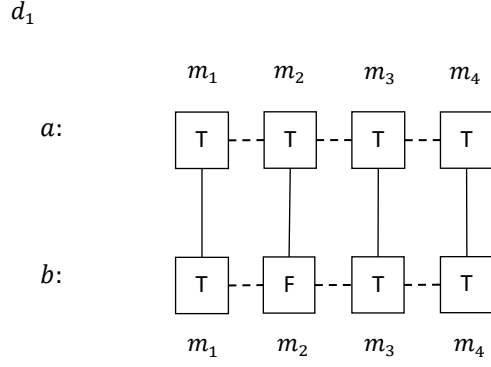 d₁
m₁ m₂ m₃ m₄
a: T T T T
b: T F T T
m₁ m₂ m₃ m₄